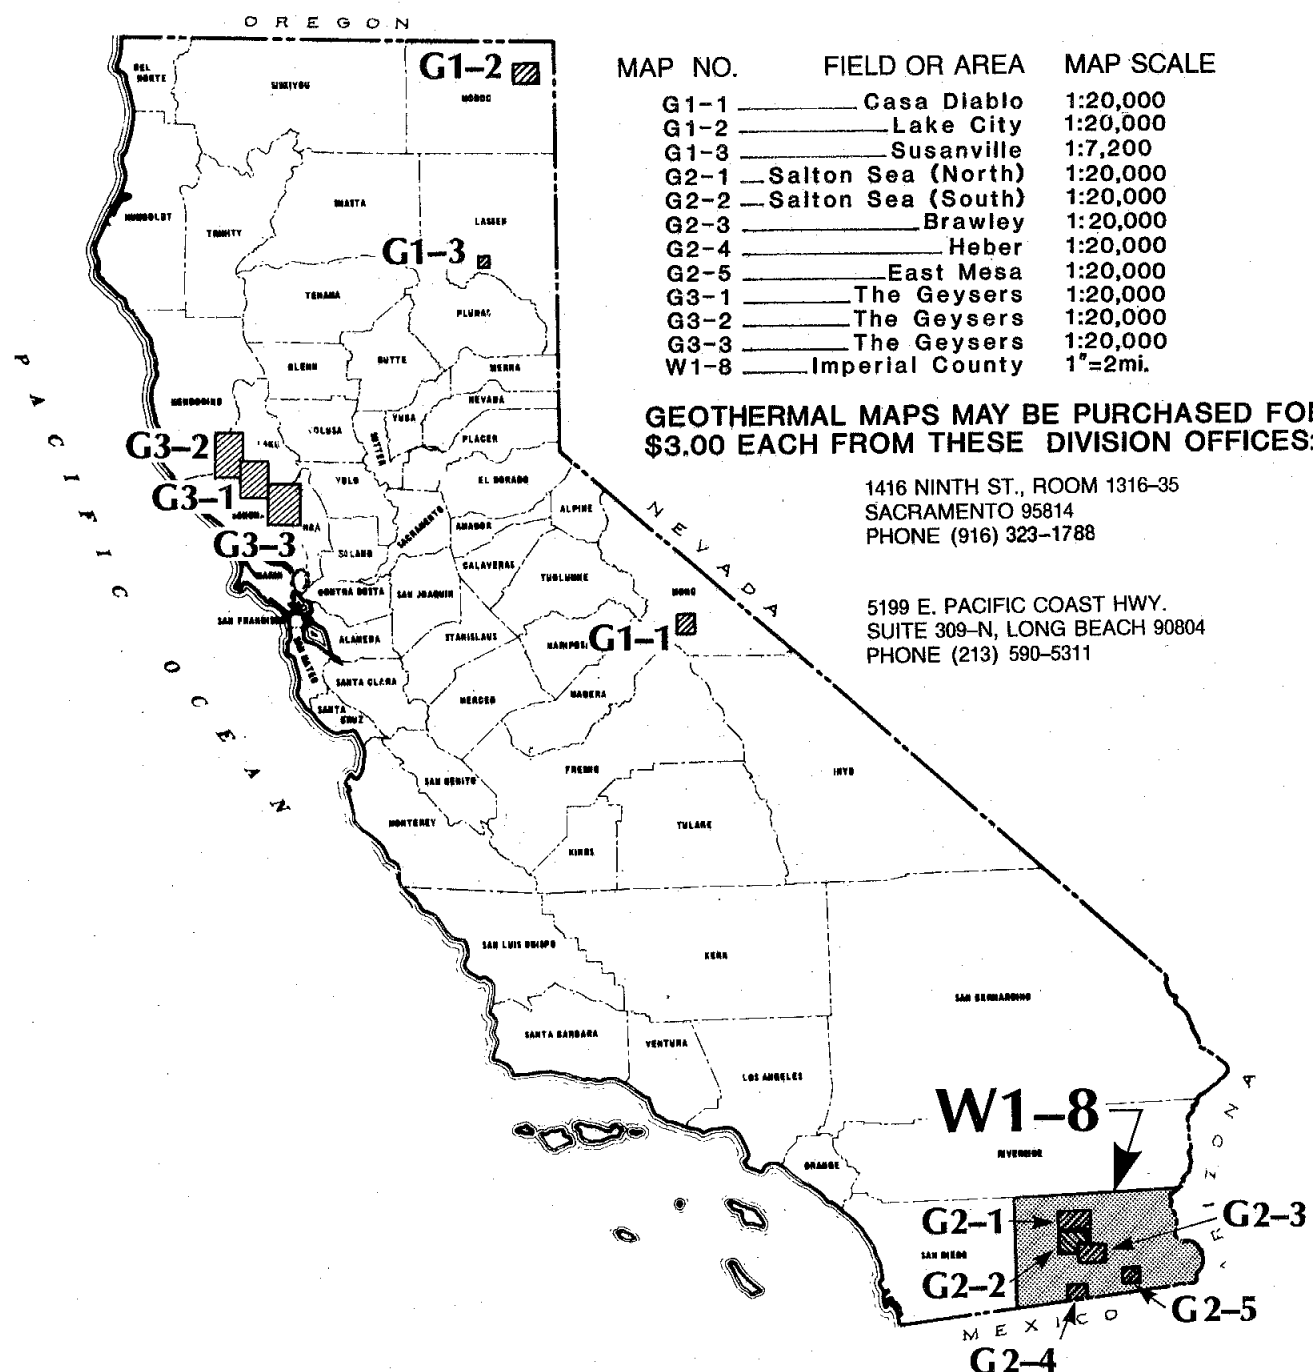 OREGON
MAP NO. FIELD OR AREA MAP SCALE
G1-1 Casa Diablo 1:20,000
G1-2 Lake City 1:20,000
G1-3 Susanville 1:7,200
G2-1 Salton Sea (North) 1:20,000
G2-2 Salton Sea (South) 1:20,000
G2-3 Brawley 1:20,000
G2-4 Heber 1:20,000
G2-5 East Mesa 1:20,000
G3-1 The Geysers 1:20,000
G3-2 The Geysers 1:20,000
G3-3 The Geysers 1:20,000
W1-8 Imperial County 1"=2mi.
GEOTHERMAL MAPS MAY BE PURCHASED FO
$3.00 EACH FROM THESE DIVISION OFFICES:
1416 NINTH ST., ROOM 1316-35
SACRAMENTO 95814
PHONE (916) 323-1788
5199 E. PACIFIC COAST HWY.
SUITE 309-N, LONG BEACH 90804
PHONE (213) 590-5311
DEL NORTE
SISKIYOU
MODOC
G1-2
HUMBOLDT
TRINITY
SHASTA
LASSEN
G1-3
TEHAMA
PLUMAS
GLENN
BUTTE
SIERRA
NEVADA
MENDOCINO
LAKE
COLUSA
SUTTER
YUBA
PLACER
G3-2
G3-1
G3-3
YOLO
EL DORADO
SACRAMENTO
AMADOR
ALPINE
SOLANO
CALAVERAS
TUOLUMNE
MONO
NEVADA
MARIN
CONTRA COSTA
SAN JOAQUIN
SAN FRANCISCO
ALAMEDA
STANISLAUS
MARIPOSA
G1-1
SAN MATEO
SANTA CLARA
SANTA CRUZ
MERCED
MADERA
PACIFIC OCEAN
SAN BENITO
FRESNO
INYO
MONTEREY
KINGS
TULARE
SAN LUIS OBISPO
KERN
SAN BERNARDINO
SANTA BARBARA
VENTURA
LOS ANGELES
W1-8
ORANGE
RIVERSIDE
ARIZONA
G2-1
G2-3
SAN DIEGO
G2-2
G2-5
MEXICO
G2-4